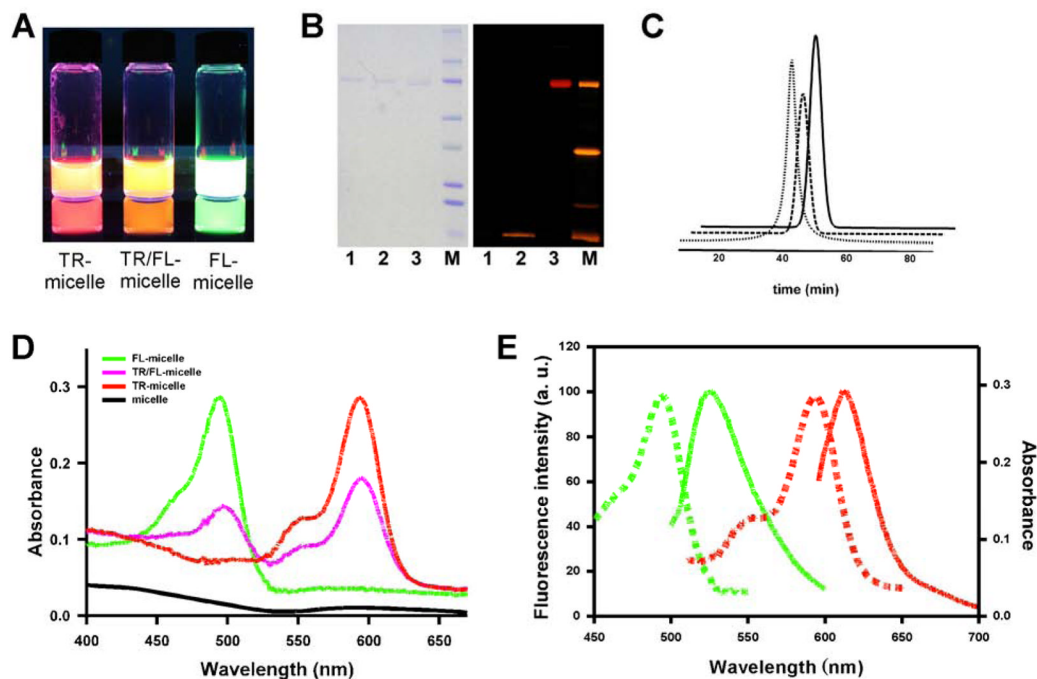 A
TR-
micelle
TR/FL-
micelle
FL-
micelle
B
1 2 3 M
1 2 3 M
C
20 40 60 80
time (min)
D
FL-micelle
TR/FL-micelle
TR-micelle
micelle
0.3
0.2
0.1
0.0
Absorbance
400 450 500 550 600 650
Wavelength (nm)
E
120
100
80
60
40
20
0
Fluorescence intensity (a. u.)
0.3
0.2
0.1
0.0
Absorbance
450 500 550 600 650 700
Wavelength (nm)